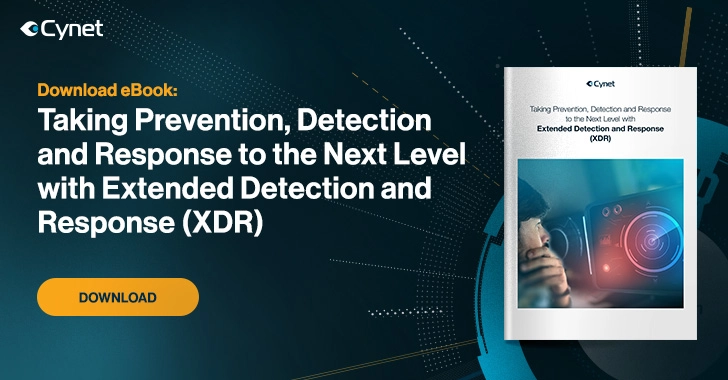 Cynet
Download eBook:
Taking Prevention, Detection
and Response to the Next Level
with Extended Detection and
Response (XDR)
DOWNLOAD
Cynet
Taking Prevention, Detection and Response
to the Next Level with
Extended Detection and Response
(XDR)